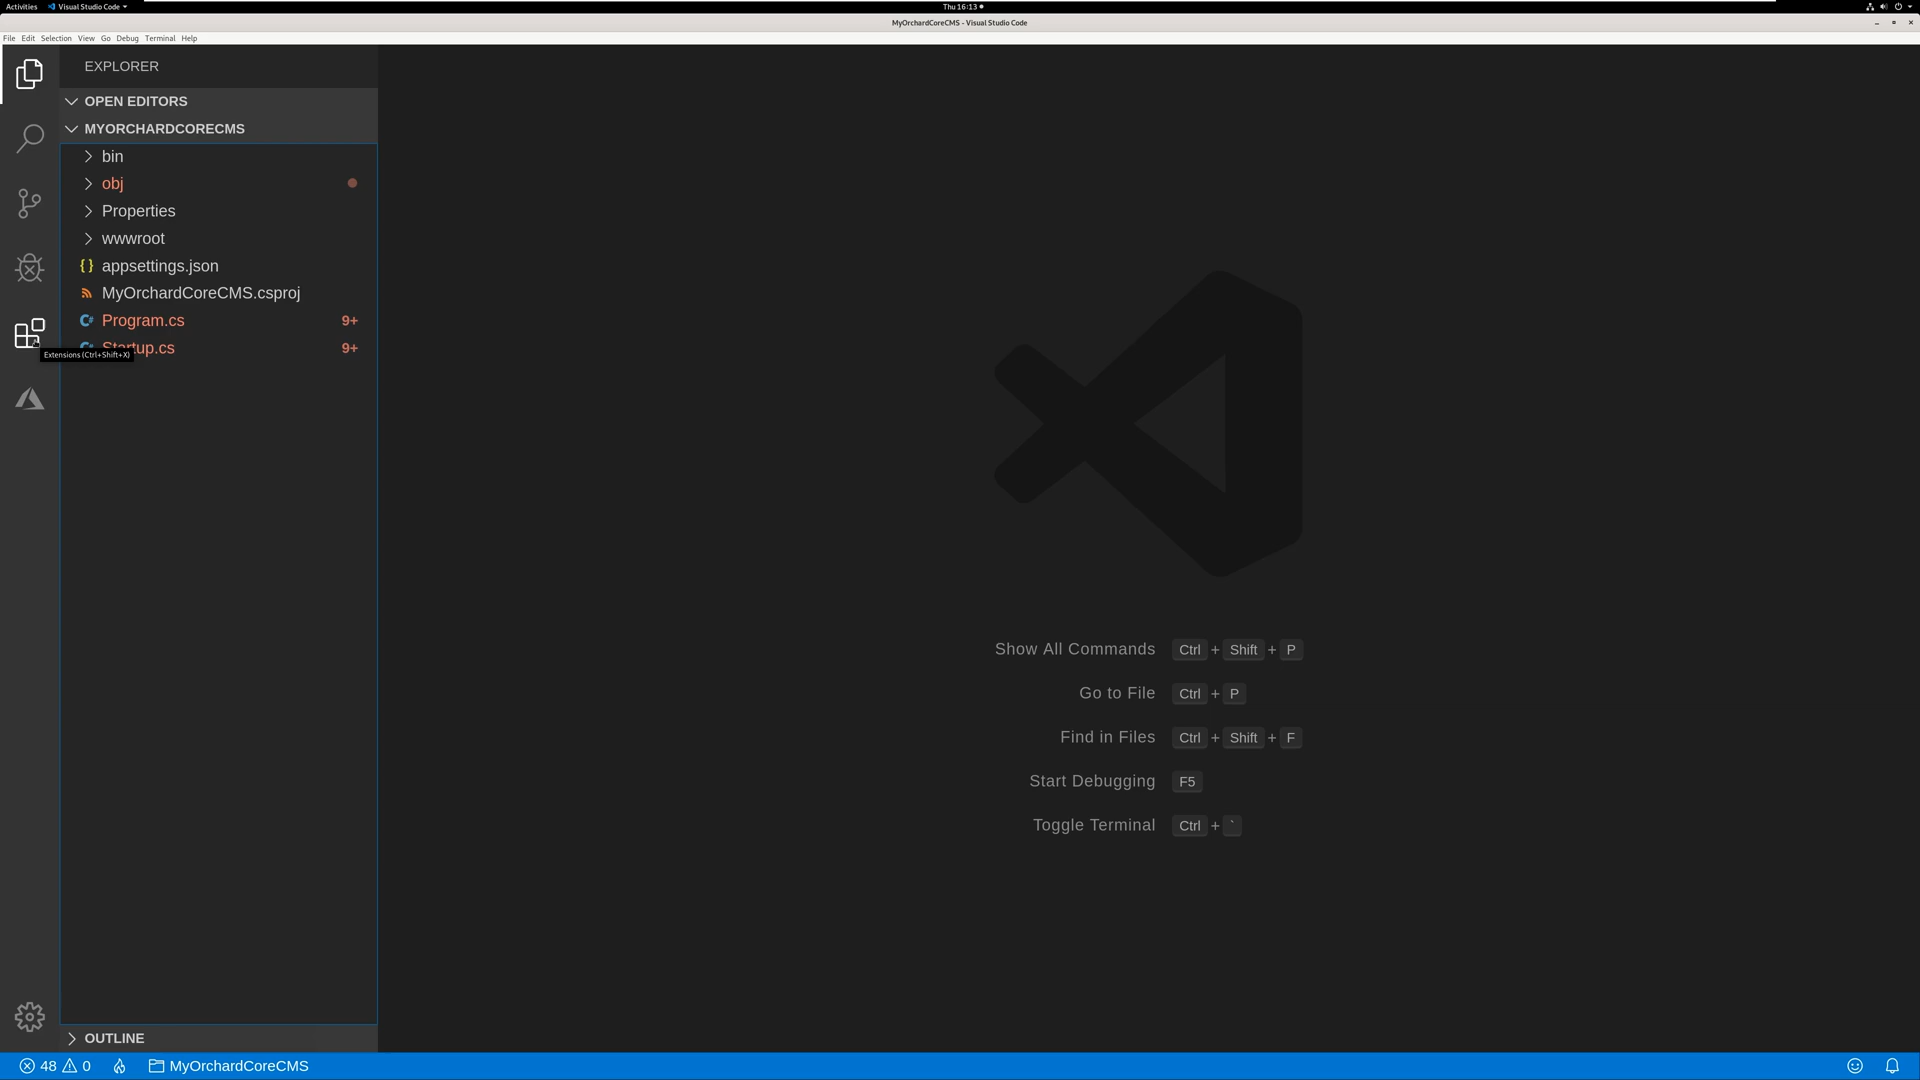 Activities Visual Studio Code Thu 16:13
MyOrchardCoreCMS - Visual Studio Code
File Edit Selection View Go Debug Terminal Help
EXPLORER
OPEN EDITORS
MYORCHARDCORECMS
bin
obj
Properties
wwwroot
{ } appsettings.json
MyOrchardCoreCMS.csproj
C# Program.cs 9+
Startup.cs 9+
Extensions (Ctrl+Shift+X)
Show All Commands Ctrl + Shift + P
Go to File Ctrl + P
Find in Files Ctrl + Shift + F
Start Debugging F5
Toggle Terminal Ctrl + `
OUTLINE
48 0 MyOrchardCoreCMS